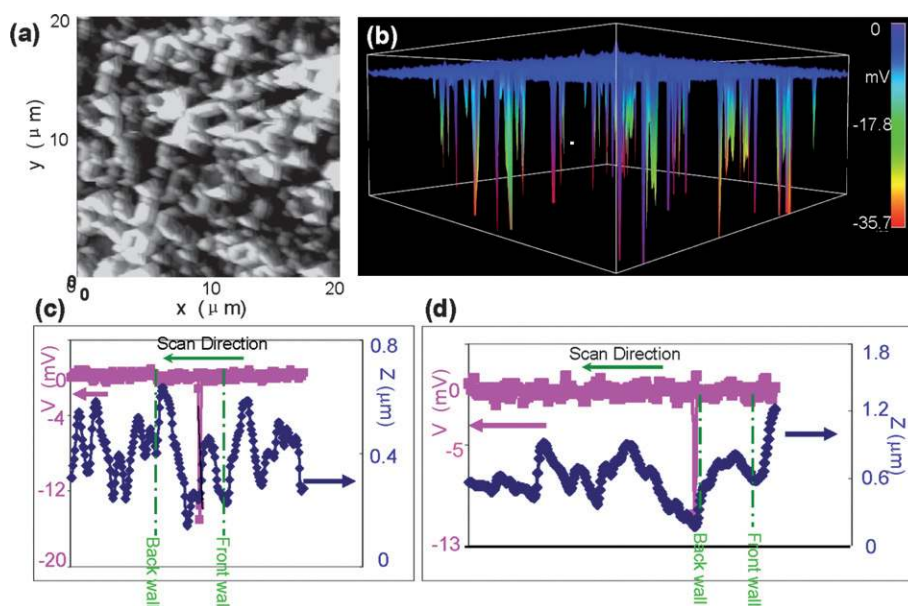 (a)
20
10
0
y (μm)
0 10 20
x (μm)
(b)
0
mV
-17.8
-35.7
(c)
Scan Direction
V (mV)
0
-4
-12
-20
0.8
Z (μm)
0.4
0
Back wall
Front wall
(d)
Scan Direction
V (mV)
0
-5
-13
1.8
Z (μm)
1.2
0.6
0
Back wall
Front wall